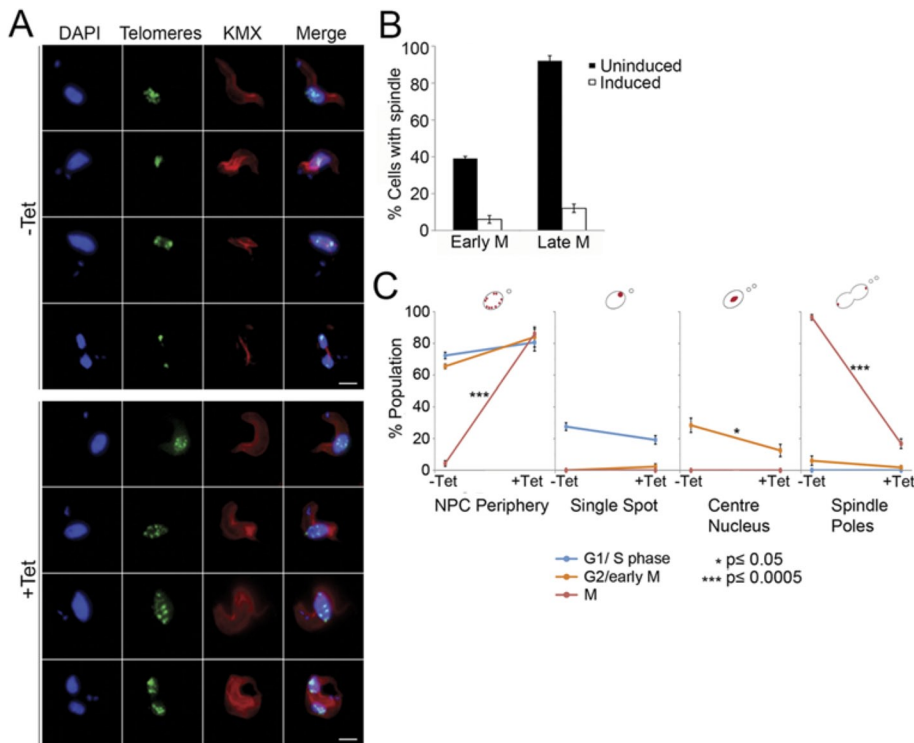 A
DAPI Telomeres KMX Merge
-Tet
+Tet
B
% Cells with spindle
100
80
60
40
20
0
Uninduced
Induced
Early M Late M
C
% Population
100
80
60
40
20
0
***
*
***
-Tet +Tet -Tet +Tet -Tet +Tet -Tet +Tet
NPC Periphery Single Spot Centre Nucleus Spindle Poles
G1/ S phase
G2/early M
M
* p≤ 0.05
*** p≤ 0.0005